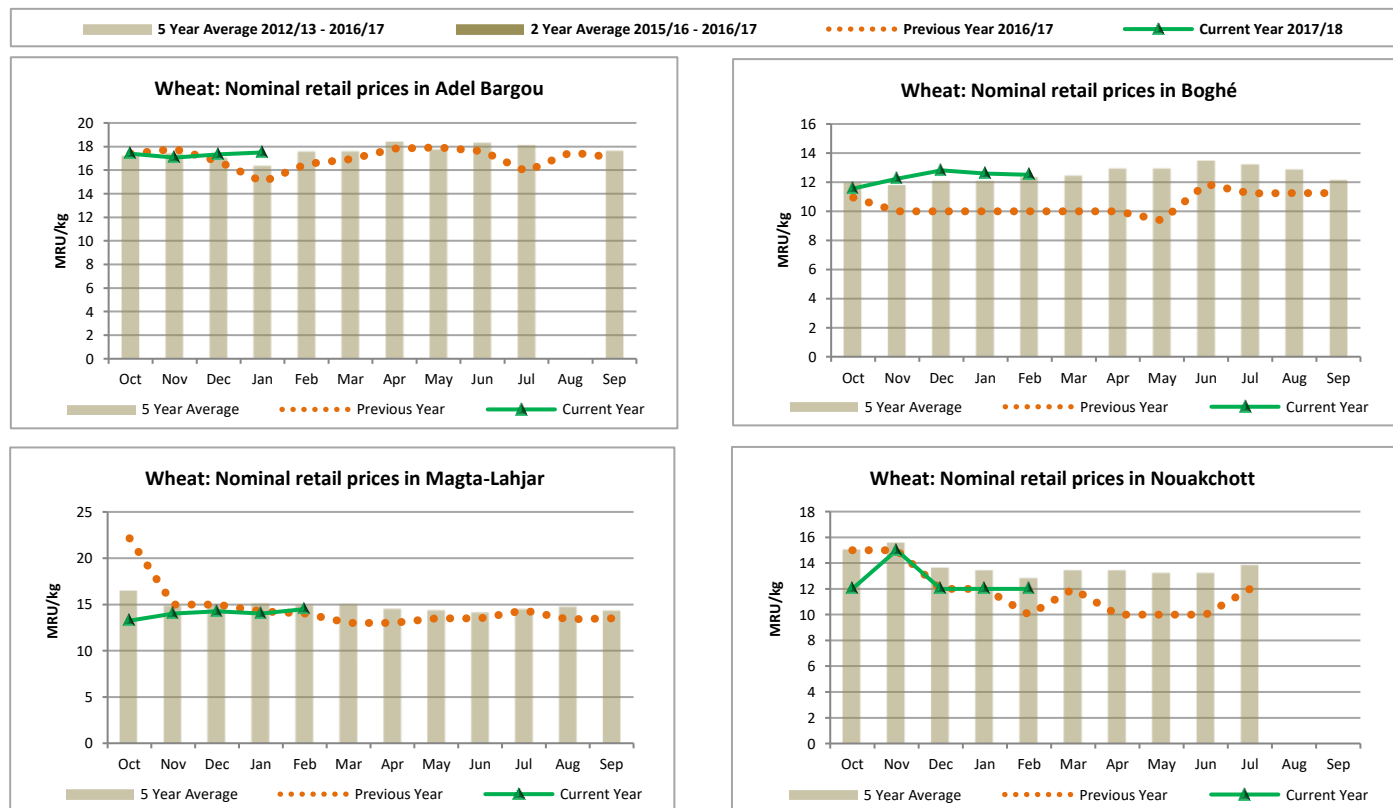 5 Year Average 2012/13 - 2016/17 2 Year Average 2015/16 - 2016/17 Previous Year 2016/17 Current Year 2017/18
Wheat: Nominal retail prices in Adel Bargou
MRU/kg
20
18
16
14
12
10
8
6
4
2
0
Oct Nov Dec Jan Feb Mar Apr May Jun Jul Aug Sep
5 Year Average Previous Year Current Year
Wheat: Nominal retail prices in Boghé
MRU/kg
16
14
12
10
8
6
4
2
0
Oct Nov Dec Jan Feb Mar Apr May Jun Jul Aug Sep
5 Year Average Previous Year Current Year
Wheat: Nominal retail prices in Magta-Lahjar
MRU/kg
25
20
15
10
5
0
Oct Nov Dec Jan Feb Mar Apr May Jun Jul Aug Sep
5 Year Average Previous Year Current Year
Wheat: Nominal retail prices in Nouakchott
MRU/kg
18
16
14
12
10
8
6
4
2
0
Oct Nov Dec Jan Feb Mar Apr May Jun Jul Aug Sep
5 Year Average Previous Year Current Year